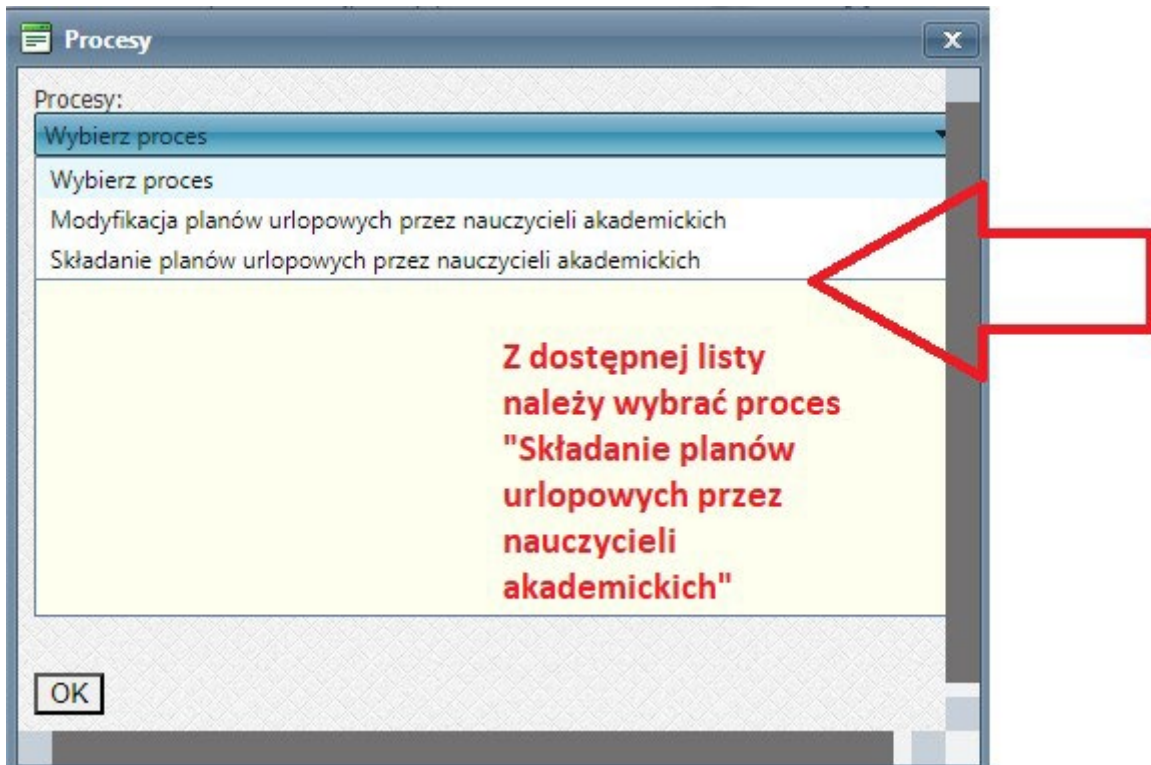 Procesy
x
Procesy:
Wybierz proces
Wybierz proces
Modyfikacja planów urlopowych przez nauczycieli akademickich
Składanie planów urlopowych przez nauczycieli akademickich
Z dostępnej listy
należy wybrać proces
"Składanie planów
urlopowych przez
nauczycieli
akademickich"
OK